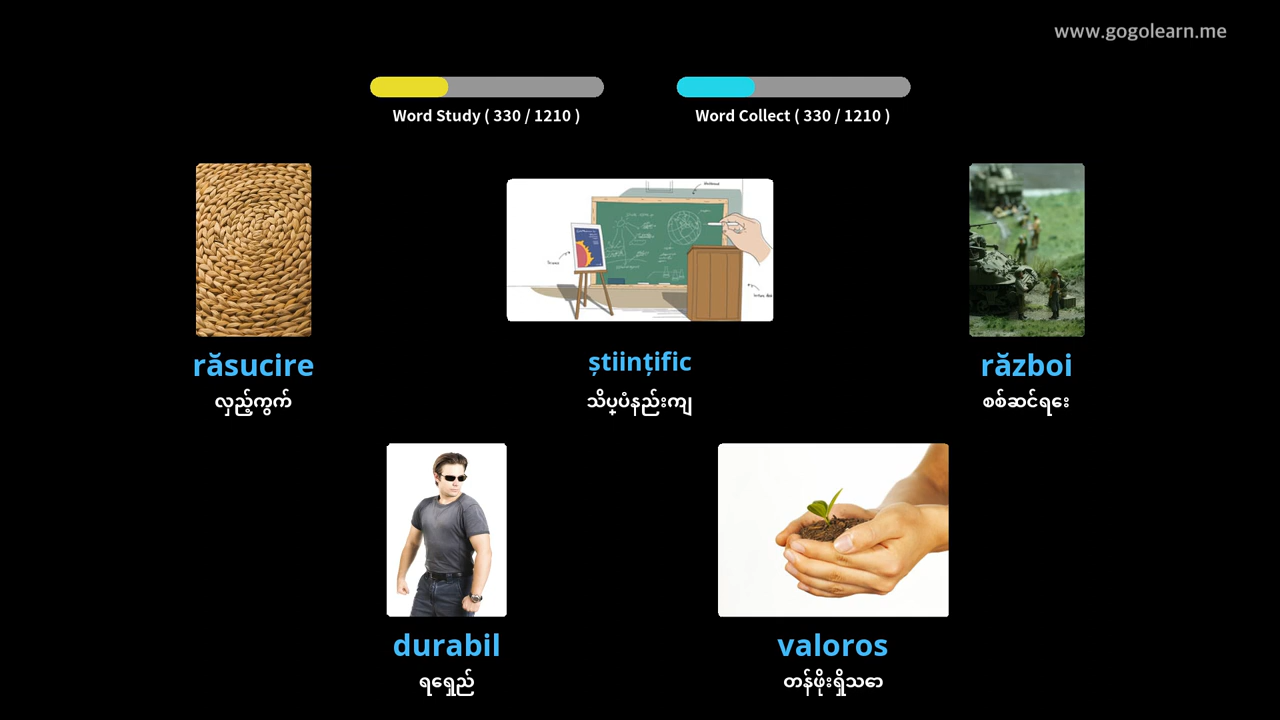 www.gogolearn.me
Word Study ( 330 / 1210 )
Word Collect ( 330 / 1210 )
răsucire
လှည့်ကွက်
științific
သိပ္ပံနည်းကျ
război
စစ်ဆင်ရေး
durabil
ရရှည်
valoros
တန်ဖိုးရှိသော